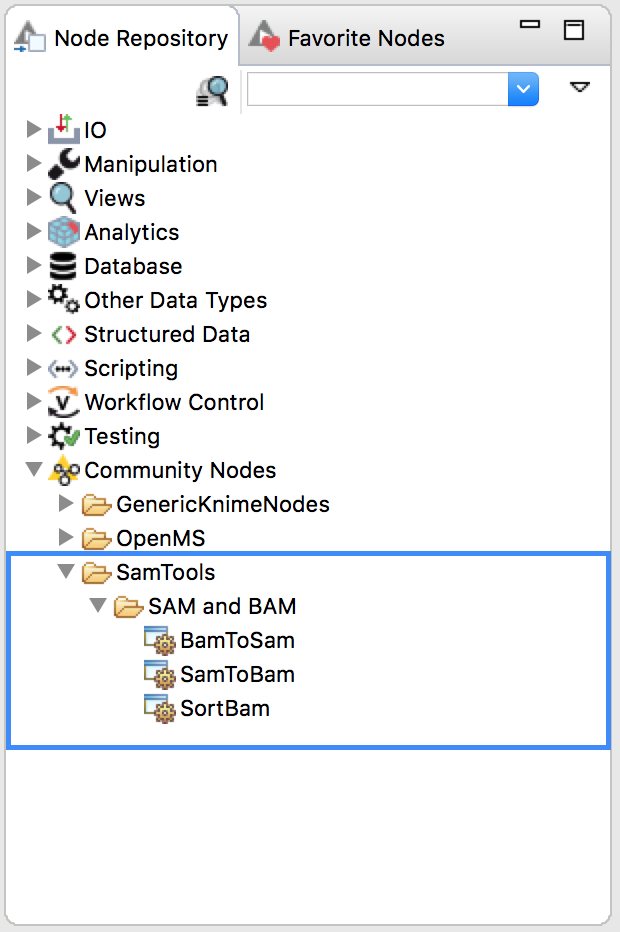 Node Repository Favorite Nodes
IO
Manipulation
Views
Analytics
Database
Other Data Types
Structured Data
Scripting
Workflow Control
Testing
Community Nodes
GenericKnimeNodes
OpenMS
SamTools
SAM and BAM
BamToSam
SamToBam
SortBam